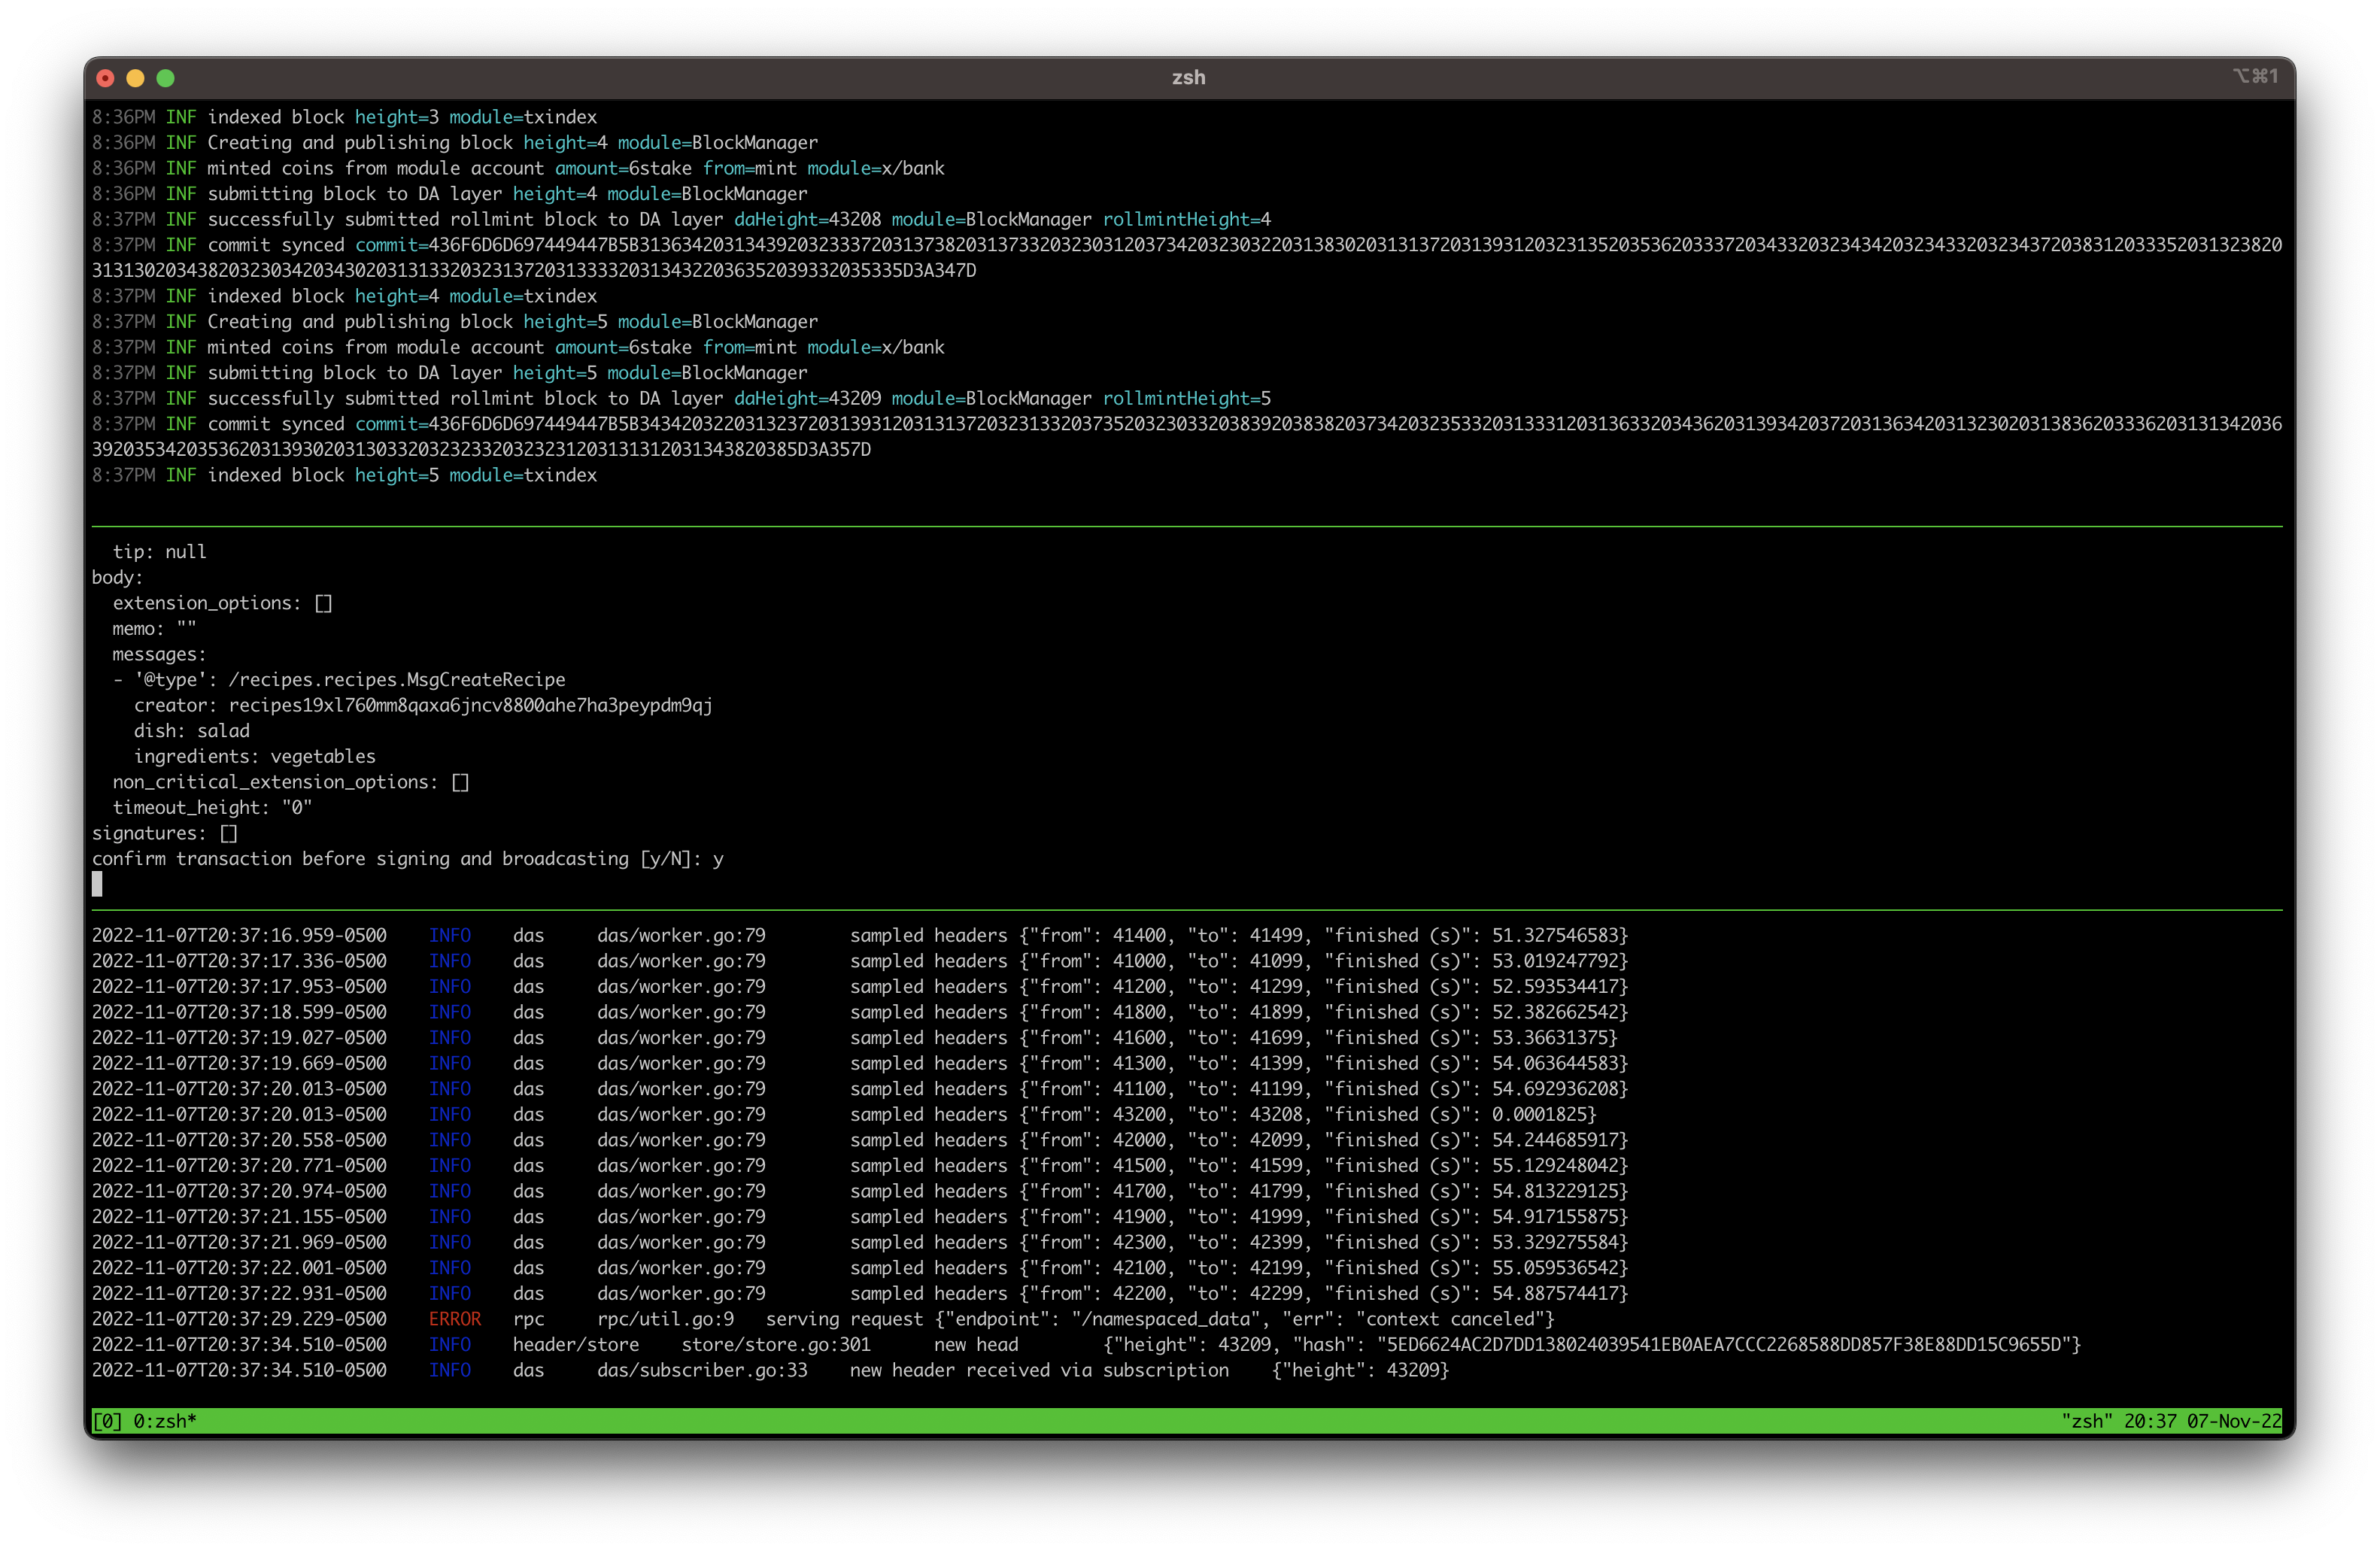 zsh
⌥⌘1
8:36PM INF indexed block height=3 module=txindex
8:36PM INF Creating and publishing block height=4 module=BlockManager
8:36PM INF minted coins from module account amount=6stake from=mint module=x/bank
8:36PM INF submitting block to DA layer height=4 module=BlockManager
8:37PM INF successfully submitted rollmint block to DA layer daHeight=43208 module=BlockManager rollmintHeight=4
8:37PM INF commit synced
8:37PM INF indexed block height=4 module=txindex
8:37PM INF Creating and publishing block height=5 module=BlockManager
8:37PM INF minted coins from module account amount=6stake from=mint module=x/bank
8:37PM INF submitting block to DA layer height=5 module=BlockManager
8:37PM INF successfully submitted rollmint block to DA layer daHeight=43209 module=BlockManager rollmintHeight=5
8:37PM INF commit synced
8:37PM INF indexed block height=5 module=txindex
  tip: null
body:
  extension_options: []
  memo: ""
  messages:
  - '@type': /recipes.recipes.MsgCreateRecipe
    creator: recipes19xl760mm8qaxa6jncv8800ahe7ha3peypdm9qj
    dish: salad
    ingredients: vegetables
  non_critical_extension_options: []
  timeout_height: "0"
signatures: []
confirm transaction before signing and broadcasting [y/N]: y
2022-11-07T20:37:16.959-0500 INFO das das/worker.go:79 sampled headers {"from": 41400, "to": 41499, "finished (s)": 51.327546583}
2022-11-07T20:37:17.336-0500 INFO das das/worker.go:79 sampled headers {"from": 41000, "to": 41099, "finished (s)": 53.019247792}
2022-11-07T20:37:17.953-0500 INFO das das/worker.go:79 sampled headers {"from": 41200, "to": 41299, "finished (s)": 52.593534417}
2022-11-07T20:37:18.599-0500 INFO das das/worker.go:79 sampled headers {"from": 41800, "to": 41899, "finished (s)": 52.382662542}
2022-11-07T20:37:19.027-0500 INFO das das/worker.go:79 sampled headers {"from": 41600, "to": 41699, "finished (s)": 53.36631375}
2022-11-07T20:37:19.669-0500 INFO das das/worker.go:79 sampled headers {"from": 41300, "to": 41399, "finished (s)": 54.063644583}
2022-11-07T20:37:20.013-0500 INFO das das/worker.go:79 sampled headers {"from": 41100, "to": 41199, "finished (s)": 54.692936208}
2022-11-07T20:37:20.013-0500 INFO das das/worker.go:79 sampled headers {"from": 43200, "to": 43208, "finished (s)": 0.0001825}
2022-11-07T20:37:20.558-0500 INFO das das/worker.go:79 sampled headers {"from": 42000, "to": 42099, "finished (s)": 54.244685917}
2022-11-07T20:37:20.771-0500 INFO das das/worker.go:79 sampled headers {"from": 41500, "to": 41599, "finished (s)": 55.129248042}
2022-11-07T20:37:20.974-0500 INFO das das/worker.go:79 sampled headers {"from": 41700, "to": 41799, "finished (s)": 54.813229125}
2022-11-07T20:37:21.155-0500 INFO das das/worker.go:79 sampled headers {"from": 41900, "to": 41999, "finished (s)": 54.917155875}
2022-11-07T20:37:21.969-0500 INFO das das/worker.go:79 sampled headers {"from": 42300, "to": 42399, "finished (s)": 53.329275584}
2022-11-07T20:37:22.001-0500 INFO das das/worker.go:79 sampled headers {"from": 42100, "to": 42199, "finished (s)": 55.059536542}
2022-11-07T20:37:22.931-0500 INFO das das/worker.go:79 sampled headers {"from": 42200, "to": 42299, "finished (s)": 54.887574417}
2022-11-07T20:37:29.229-0500 ERROR rpc rpc/util.go:9 serving request {"endpoint": "/namespaced_data", "err": "context canceled"}
2022-11-07T20:37:34.510-0500 INFO header/store store/store.go:301 new head {"height": 43209, "hash": "5ED6624AC2D7DD138024039541EB0AEA7CCC2268588DD857F38E88DD15C9655D"}
2022-11-07T20:37:34.510-0500 INFO das das/subscriber.go:33 new header received via subscription {"height": 43209}
[0] 0:zsh*
"zsh" 20:37 07-Nov-22